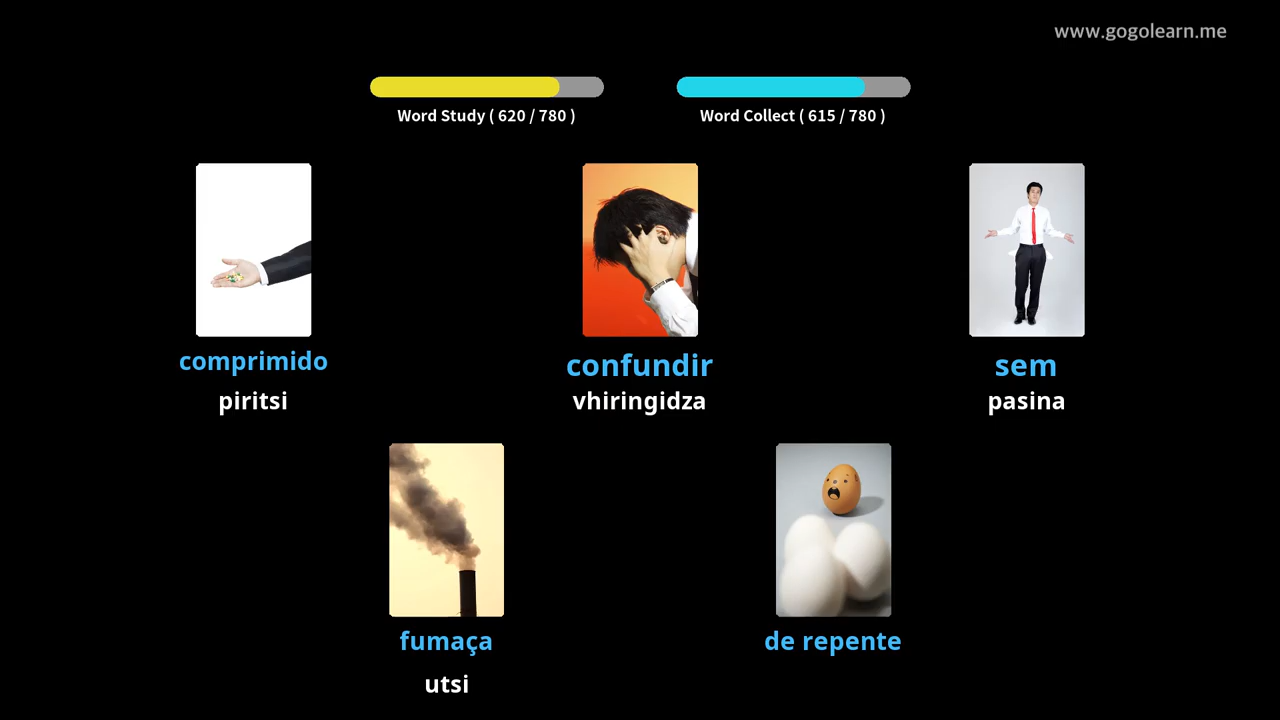 www.gogolearn.me
Word Study ( 620 / 780 )
Word Collect ( 615 / 780 )
comprimido
piritsi
confundir
vhiringidza
sem
pasina
fumaça
utsi
de repente